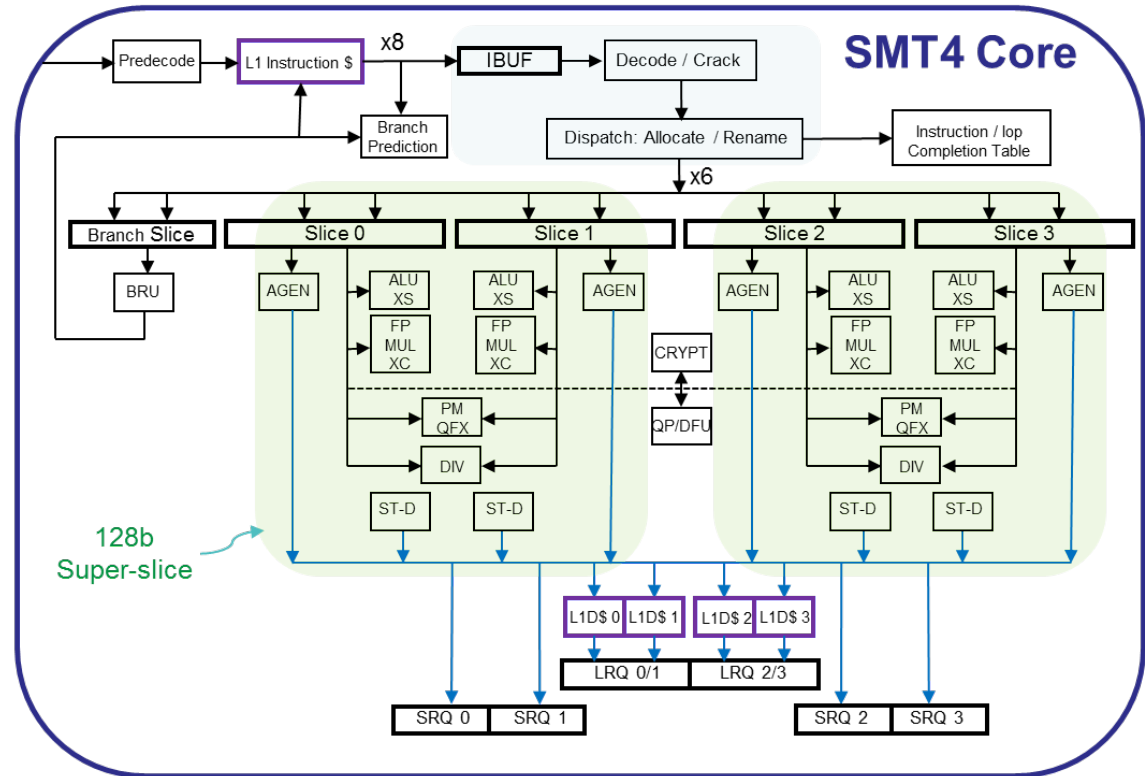 SMT4 Core
Predecode
L1 Instruction $
x8
IBUF
Decode / Crack
Branch
Prediction
Dispatch: Allocate / Rename
Instruction / Iop
Completion Table
x6
Branch Slice
Slice 0
Slice 1
Slice 2
Slice 3
BRU
AGEN
ALU
XS
ALU
XS
AGEN
AGEN
ALU
XS
ALU
XS
AGEN
FP
MUL
XC
FP
MUL
XC
CRYPT
FP
MUL
XC
FP
MUL
XC
PM
QFX
QP/DFU
PM
QFX
DIV
DIV
ST-D
ST-D
ST-D
ST-D
128b
Super-slice
L1D$ 0
L1D$ 1
L1D$ 2
L1D$ 3
LRQ 0/1
LRQ 2/3
SRQ 0
SRQ 1
SRQ 2
SRQ 3